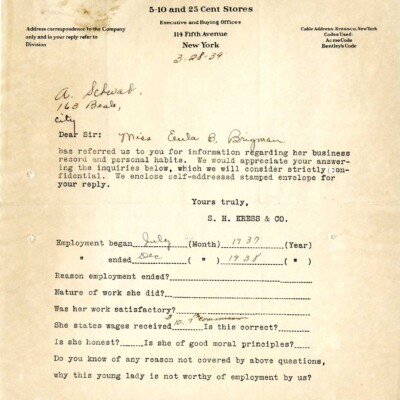 5-10 and 25 Cent Stores
Executive and Buying Offices
114 Fifth Avenue
New York
Address correspondence to the Company
only and in your reply refer to
Division
Cable Address, Kressco, New York
Codes Used:
Acme Code
Bentley's Code
3-28-39
A. Schwab.
163 Beale,
City
Dear Sir: Miss Eula B. Bingman
has referred us to you for information regarding her business
record and personal habits. We would appreciate your answer-
ing the inquiries below, which we will consider strictly con-
fidential. We enclose self-addressed stamped envelope for
your reply.
Yours truly,
S. H. KRESS & CO.
Employment began July (Month) 1937 (Year)
" ended Dec ( " ) 1938 ( " )
Reason employment ended?
Nature of work she did?
Was her work satisfactory?
She states wages received Is this correct?
Is she honest? Is she of good moral principles?
Do you know of any reason not covered by above questions,
why this young lady is not worthy of employment by us?